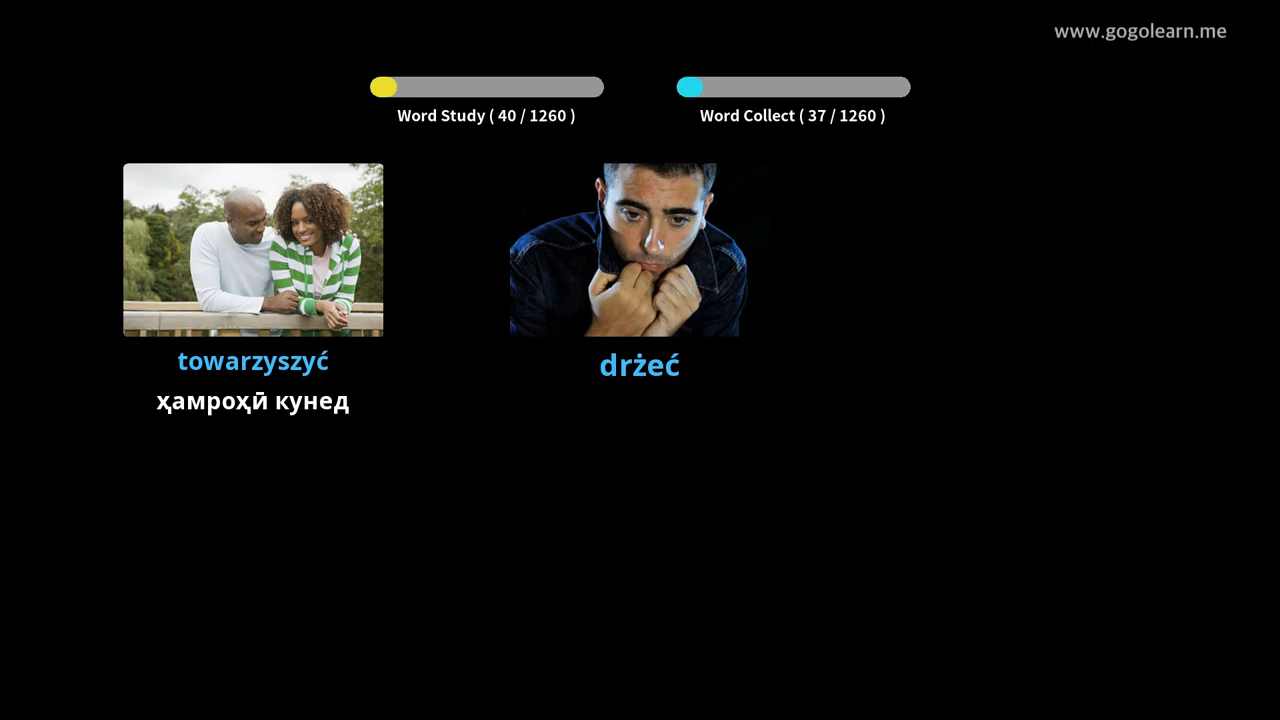 www.gogolearn.me
Word Study ( 40 / 1260 )
Word Collect ( 37 / 1260 )
towarzyszyć
ҳамроҳӣ кунед
drżeć